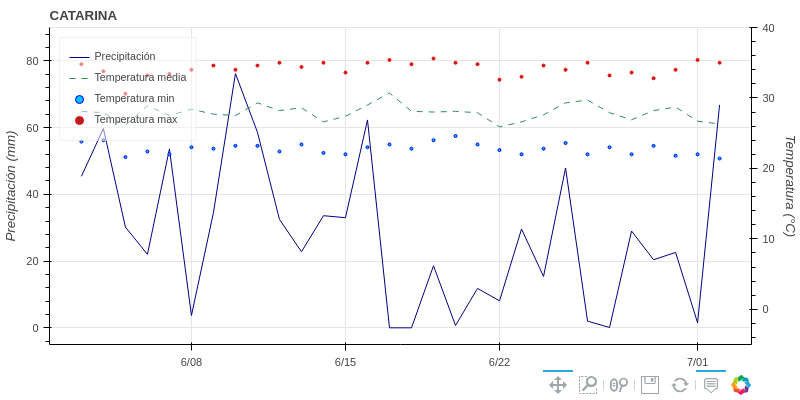 CATARINA
Precipitación
Temperatura média
Temperatura min
Temperatura max
Precipitación (mm)
80
60
40
20
0
Temperatura (°C)
40
30
20
10
0
6/08
6/15
6/22
7/01